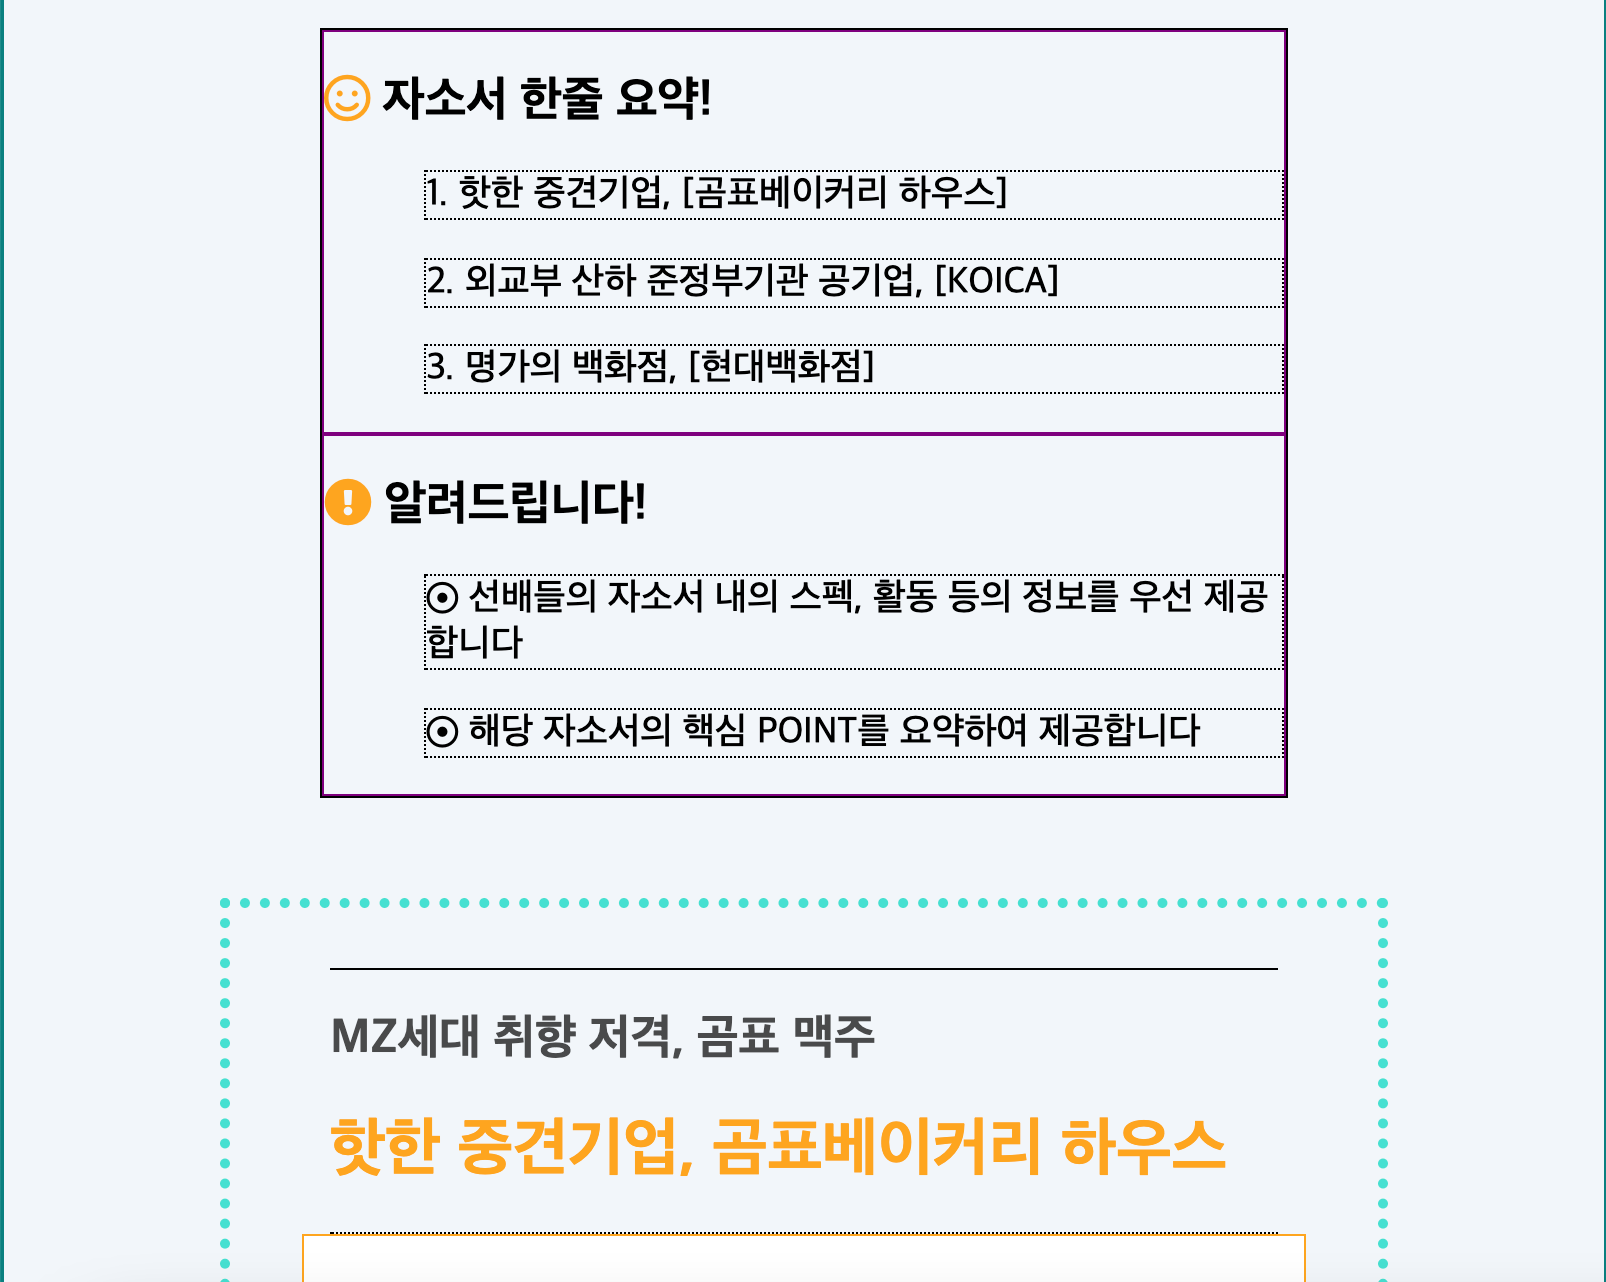 자소서 한줄 요약!
1. 핫한 중견기업, [곰표베이커리 하우스]
2. 외교부 산하 준정부기관 공기업, [KOICA]
3. 명가의 백화점, [현대백화점]
알려드립니다!
⦿ 선배들의 자소서 내의 스펙, 활동 등의 정보를 우선 제공
합니다
⦿ 해당 자소서의 핵심 POINT를 요약하여 제공합니다
MZ세대 취향 저격, 곰표 맥주
핫한 중견기업, 곰표베이커리 하우스